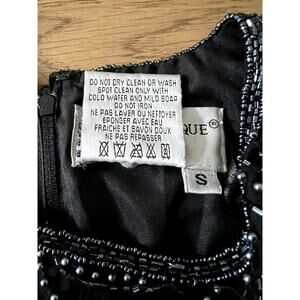 DO NOT DRY CLEAN OR WASH
SPOT CLEAN ONLY WITH
COLD WATER AND MILD SOAP
DO NOT IRON
NE PAS LAVER OU NETTOYER
EPONGER AVEC EAU
FRAICHE ET SAVON DOUX
NE PAS REPASSER
QUE®
S